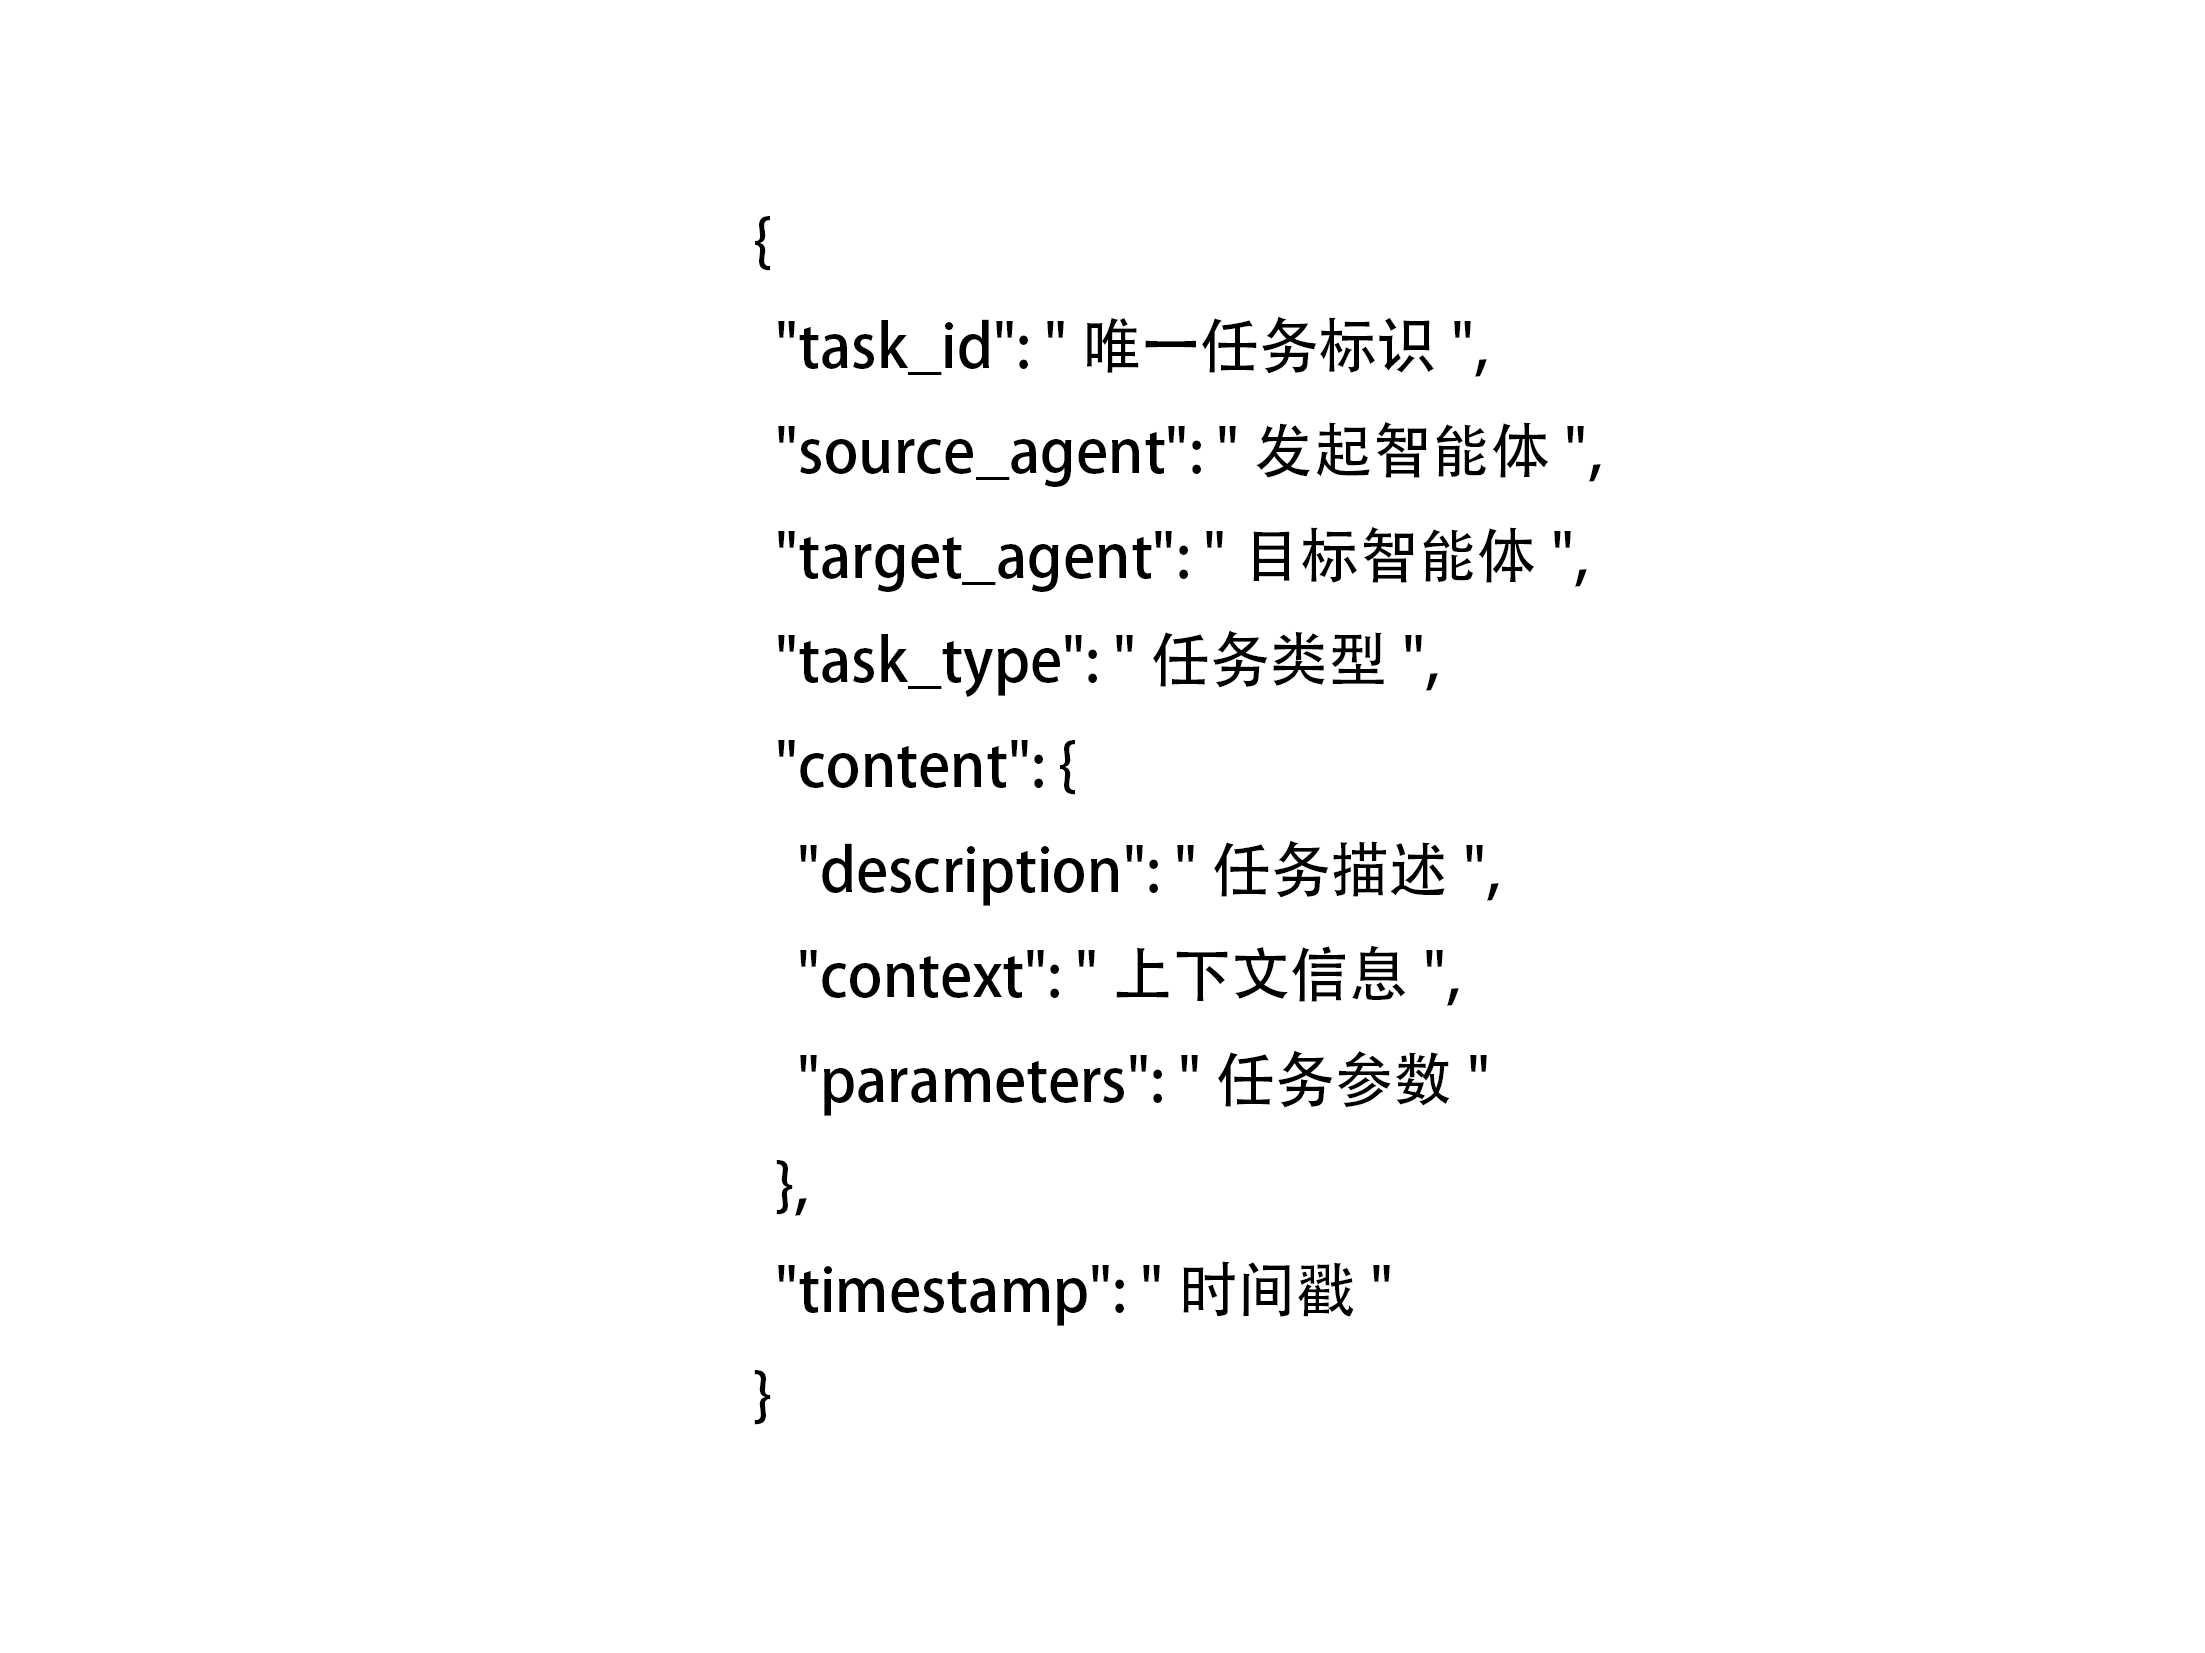 {
"task_id": " 唯一任务标识 ",
"source_agent": " 发起智能体 ",
"target_agent": " 目标智能体 ",
"task_type": " 任务类型 ",
"content": {
"description": " 任务描述 ",
"context": " 上下文信息 ",
"parameters": " 任务参数 "
},
"timestamp": " 时间戳 "
}